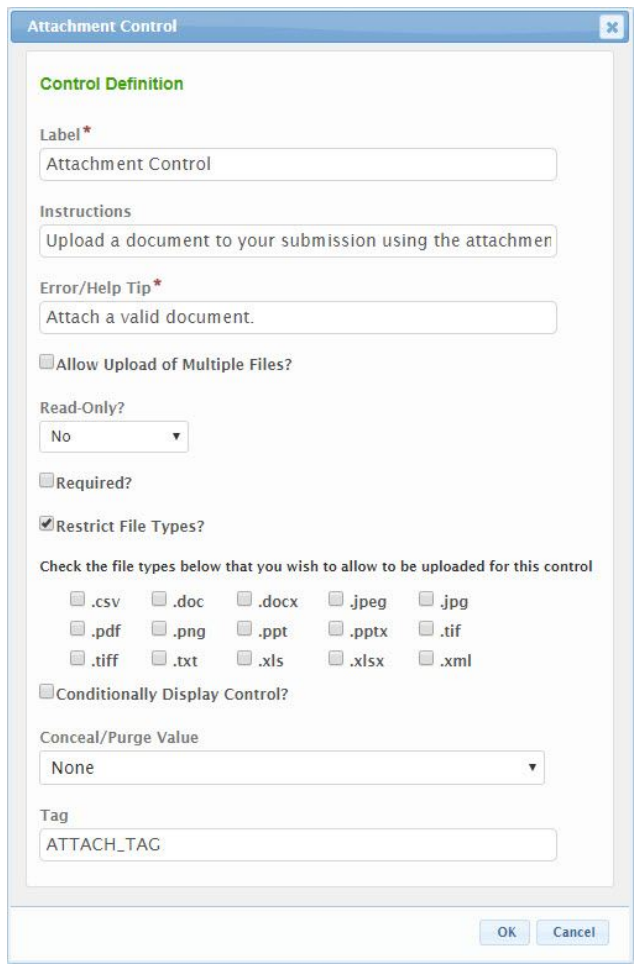 Attachment Control
Control Definition
Label*
Attachment Control
Instructions
Upload a document to your submission using the attachmen
Error/Help Tip*
Attach a valid document.
Allow Upload of Multiple Files?
Read-Only?
No
Required?
Restrict File Types?
Check the file types below that you wish to allow to be uploaded for this control
.csv .doc .docx .jpeg .jpg
.pdf .png .ppt .pptx .tif
.tiff .txt .xls .xlsx .xml
Conditionally Display Control?
Conceal/Purge Value
None
Tag
ATTACH_TAG
OK Cancel